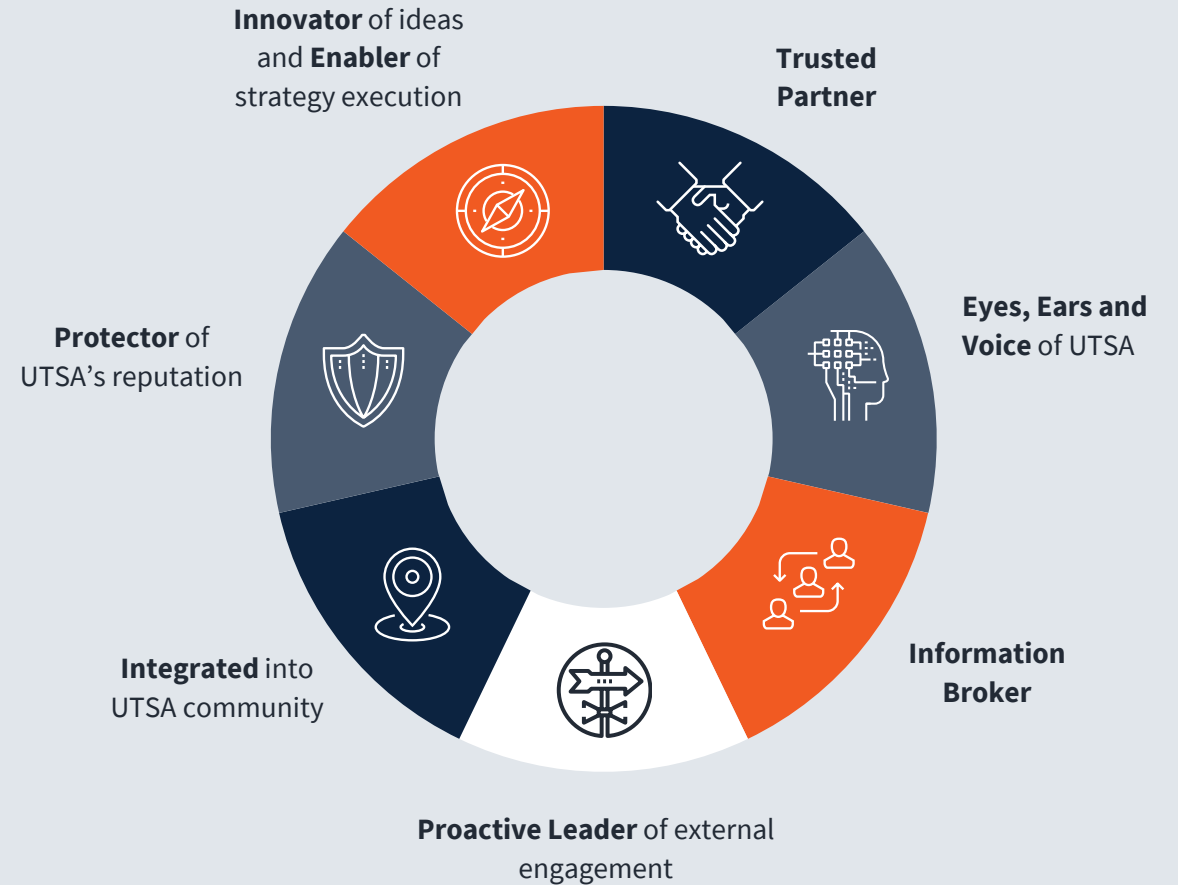 Innovator of ideas
and Enabler of
strategy execution
Trusted
Partner
Eyes, Ears and
Voice of UTSA
Information
Broker
Proactive Leader of external
engagement
Integrated into
UTSA community
Protector of
UTSA’s reputation